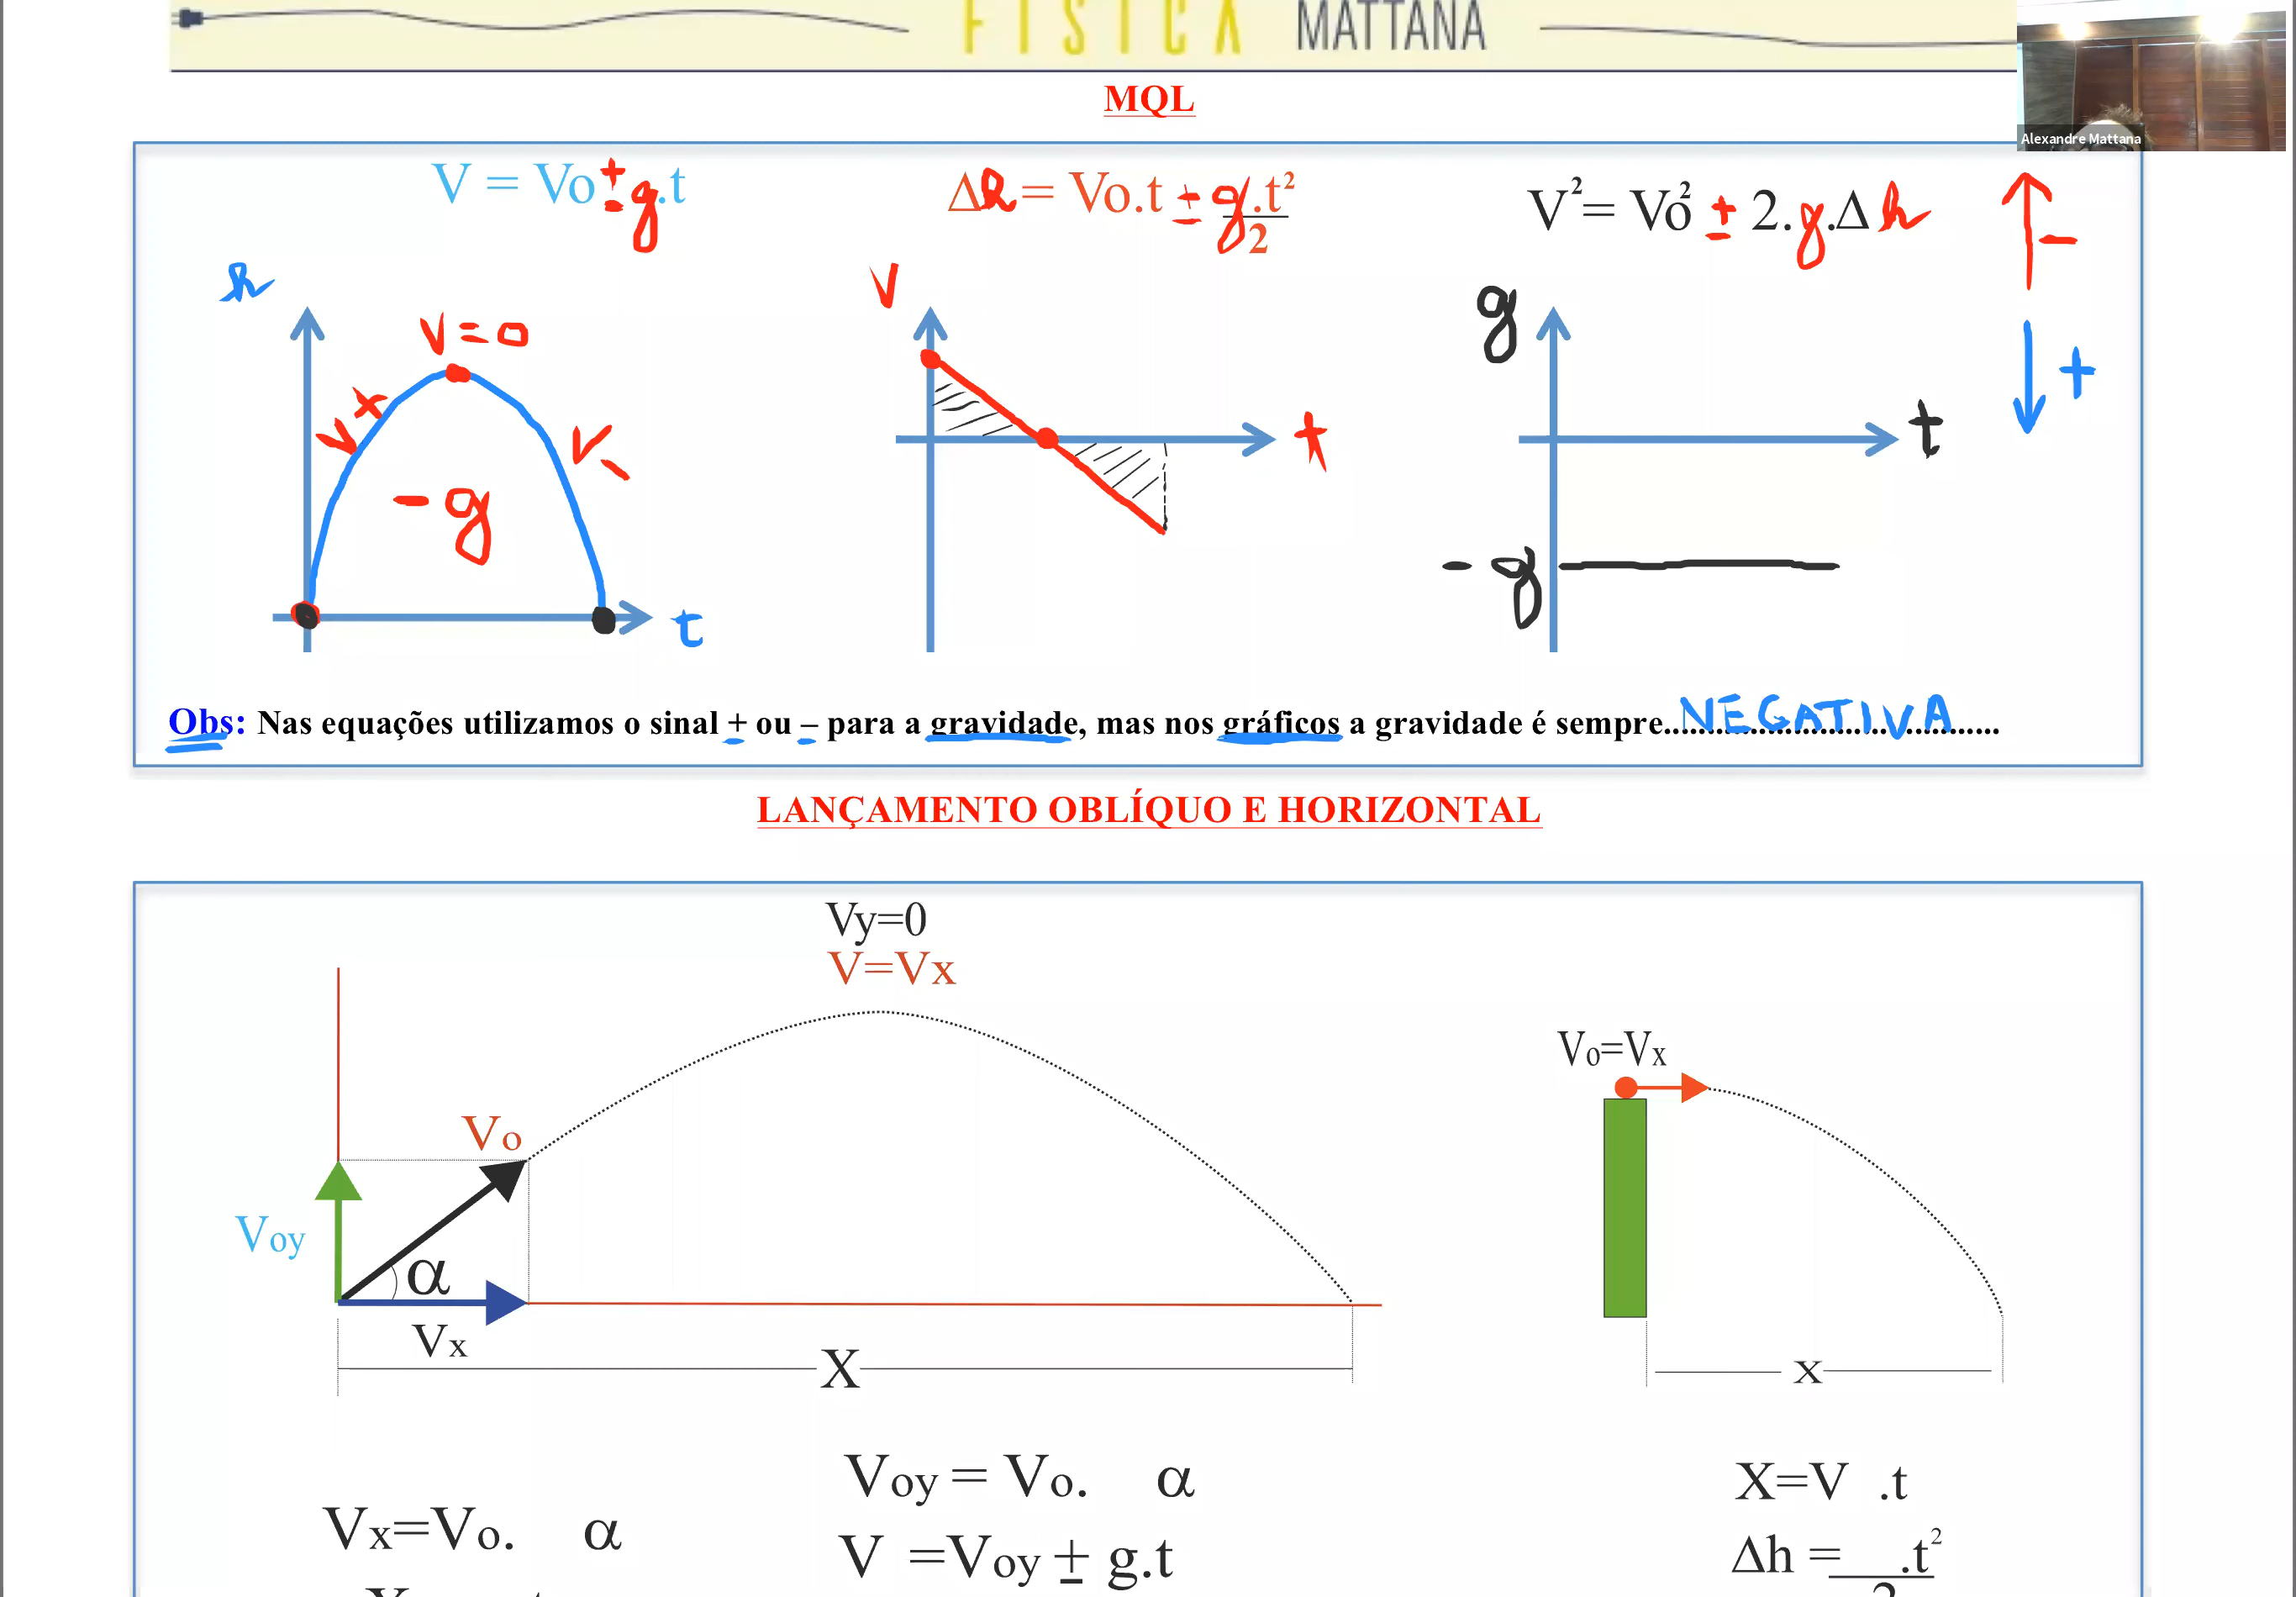 FÍSICA MATTANA
Alexandre Mattana
MQL
V = Vo ± g.t
Δh = Vo.t ± g.t²/2
V² = Vo² ± 2.g.Δh
-
+
h
V=0
V+
V-
-g
t
V
t
g
t
-g
Obs: Nas equações utilizamos o sinal + ou – para a gravidade, mas nos gráficos a gravidade é sempre....NEGATIVA....
LANÇAMENTO OBLÍQUO E HORIZONTAL
Vy=0
V=Vx
Vo=Vx
Vo
Voy
α
Vx
X
x
Voy = Vo. α
X=V .t
Vx=Vo. α
V =Voy ± g.t
Δh = .t²
2